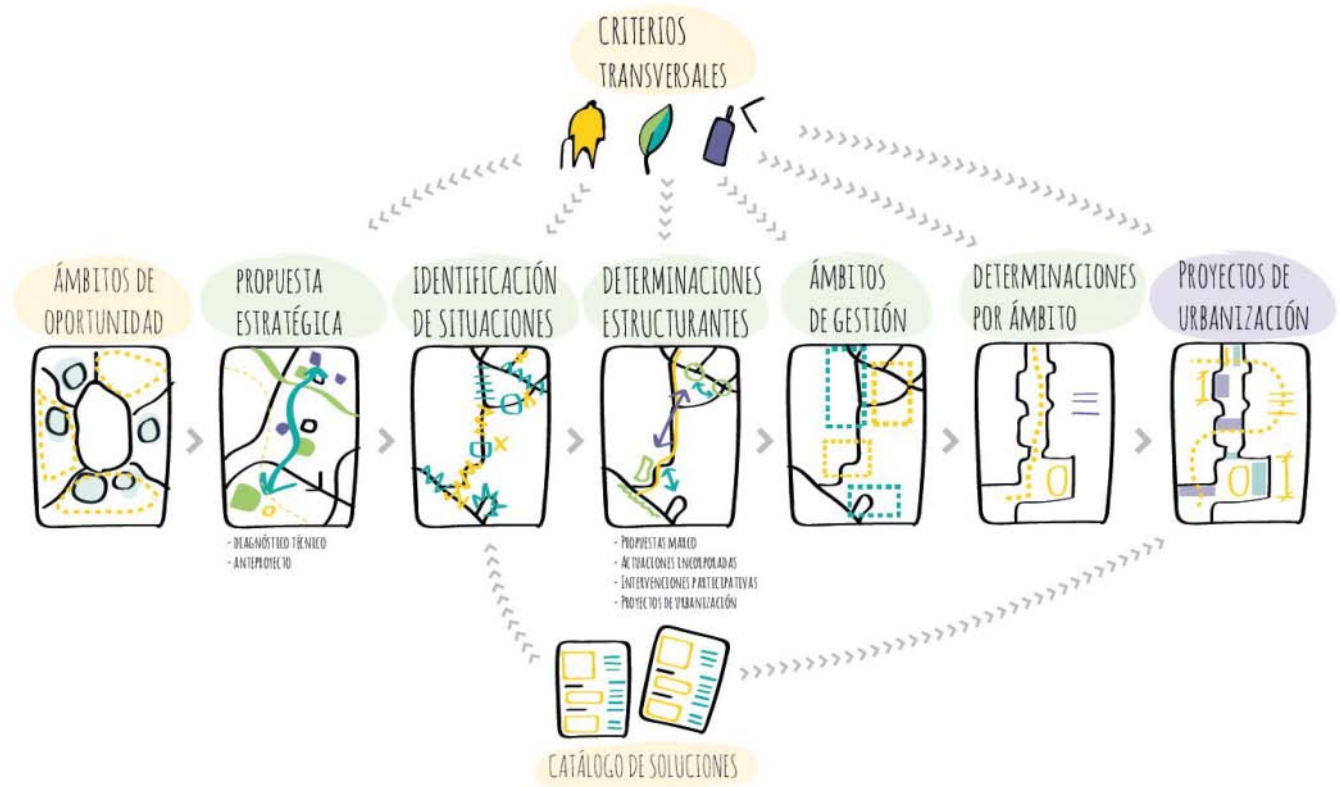 CRITERIOS
TRANSVERSALES
ÁMBITOS DE
OPORTUNIDAD
PROPUESTA
ESTRATÉGICA
IDENTIFICACIÓN
DE SITUACIONES
DETERMINACIONES
ESTRUCTURANTES
ÁMBITOS
DE GESTIÓN
DETERMINACIONES
POR ÁMBITO
PROYECTOS DE
URBANIZACIÓN
- DIAGNÓSTICO TÉCNICO
- ANTEPROYECTO
- PROPUESTAS MARCO
- ACTUACIONES INCORPORADAS
- INTERVENCIONES PARTICIPATIVAS
- PROYECTOS DE URBANIZACIÓN
CATÁLOGO DE SOLUCIONES